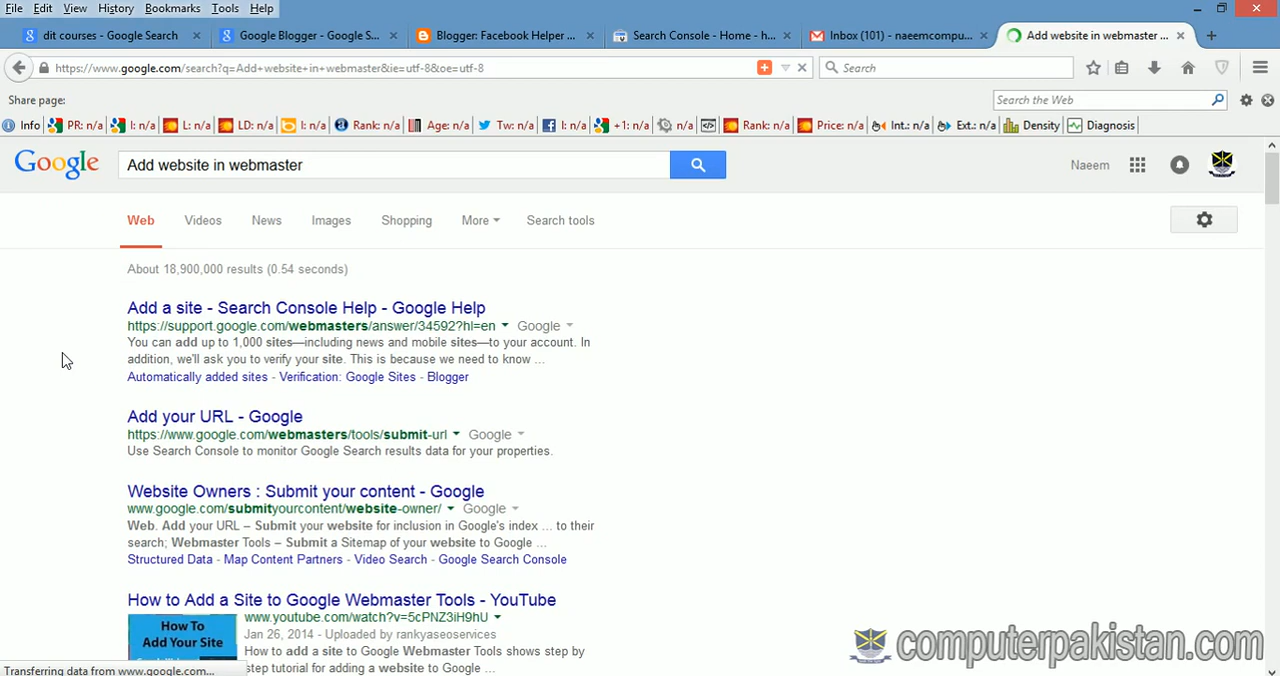 File Edit View History Bookmarks Tools Help
dit courses - Google Search × Google Blogger - Google S... × Blogger: Facebook Helper ... × Search Console - Home - h... × Inbox (101) - naeemcompu... × Add website in webmaster ... × +
https://www.google.com/search?q=Add+website+in+webmaster&ie=utf-8&oe=utf-8 Search
Share page: Search the Web
Info PR: n/a I: n/a L: n/a LD: n/a I: n/a Rank: n/a Age: n/a Tw: n/a I: n/a +1: n/a n/a Rank: n/a Price: n/a Int.: n/a Ext.: n/a Density Diagnosis
Google Add website in webmaster Naeem
Web Videos News Images Shopping More Search tools
About 18,900,000 results (0.54 seconds)
Add a site - Search Console Help - Google Help
https://support.google.com/webmasters/answer/34592?hl=en Google
You can add up to 1,000 sites—including news and mobile sites—to your account. In
addition, we'll ask you to verify your site. This is because we need to know ...
Automatically added sites - Verification: Google Sites - Blogger
Add your URL - Google
https://www.google.com/webmasters/tools/submit-url Google
Use Search Console to monitor Google Search results data for your properties.
Website Owners : Submit your content - Google
www.google.com/submityourcontent/website-owner/ Google
Web. Add your URL – Submit your website for inclusion in Google's index ... to their
search; Webmaster Tools – Submit a Sitemap of your website to Google ...
Structured Data - Map Content Partners - Video Search - Google Search Console
How to Add a Site to Google Webmaster Tools - YouTube
www.youtube.com/watch?v=5cPNZ3iH9hU
How To
Add Your Site
Jan 26, 2014 - Uploaded by rankyaseoservices
How to add a site to Google Webmaster Tools shows step by
step tutorial for adding a website to Google ...
computerpakistan.com
Transferring data from www.google.com...